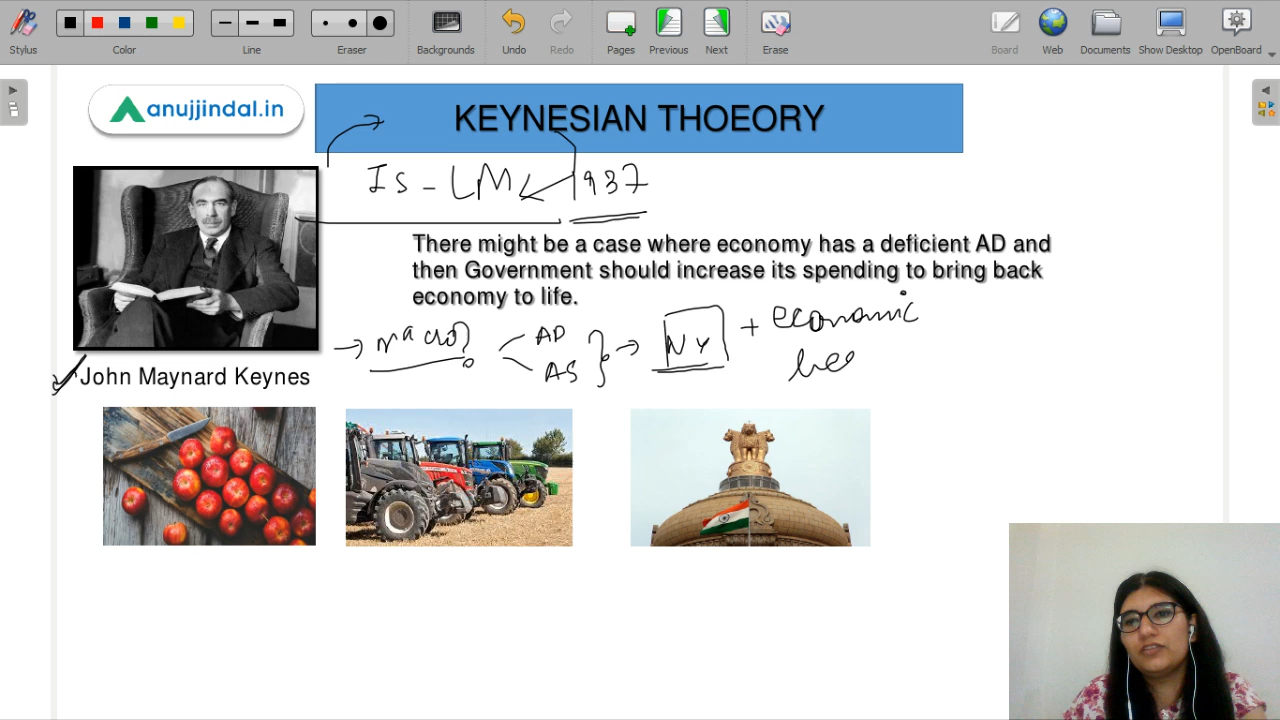 Stylus
Color
Line
Eraser
Backgrounds
Undo
Redo
Pages
Previous
Next
Erase
Board
Web
Documents
Show Desktop
OpenBoard
anujjindal.in
KEYNESIAN THOEORY
IS - LM 1937
There might be a case where economy has a deficient AD and
then Government should increase its spending to bring back
economy to life.
AD
AS
NY + economic
John Maynard Keynes